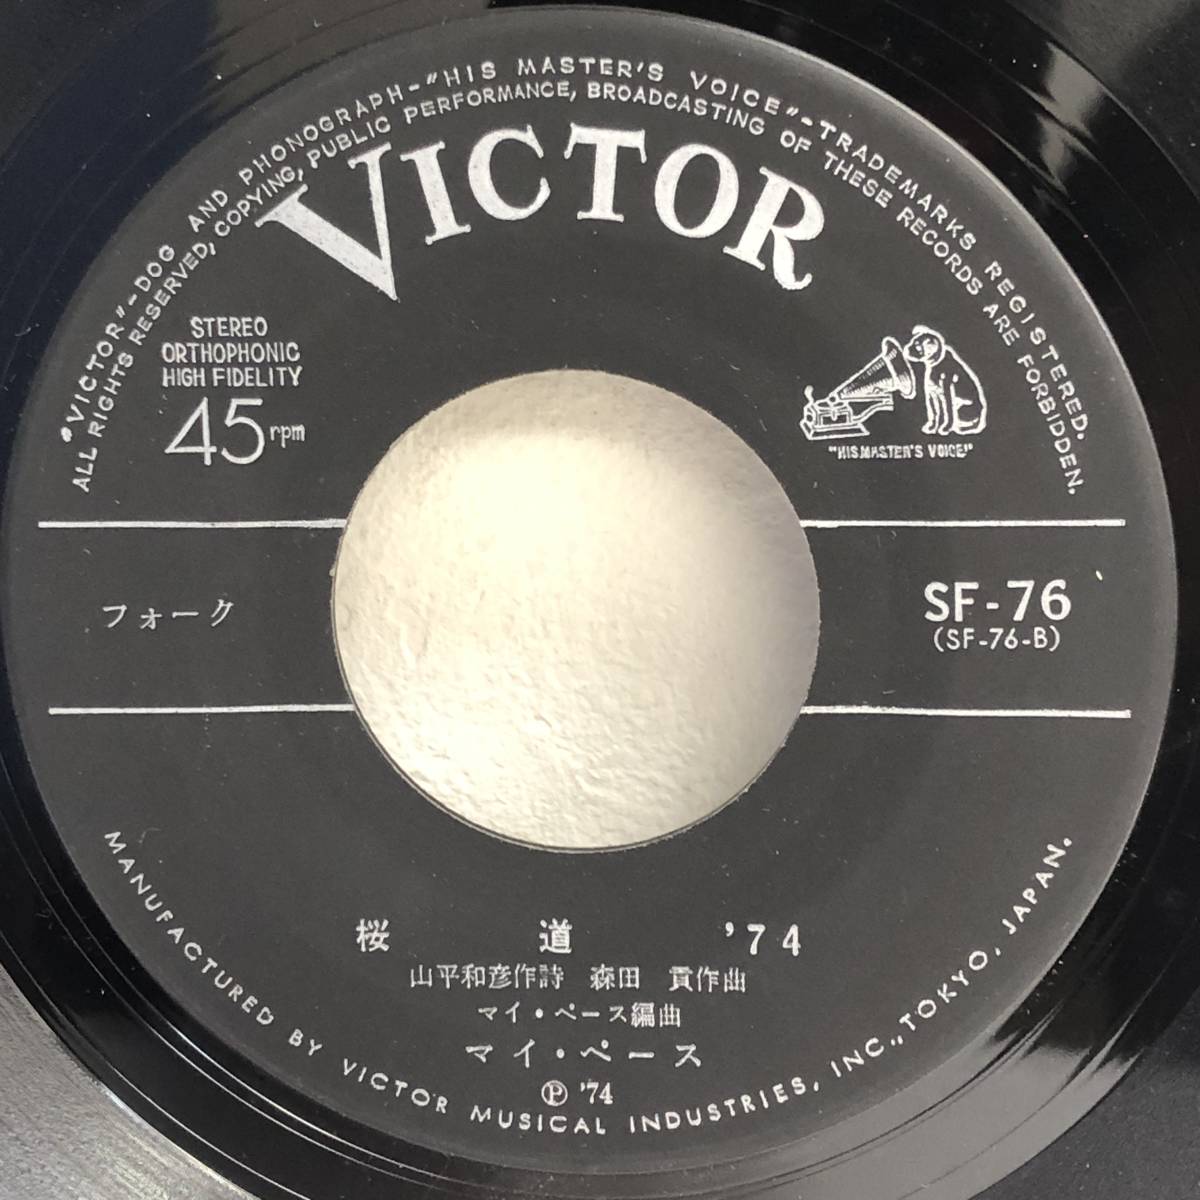 "VICTOR"-DOG AND PHONOGRAPH-"HIS MASTER'S VOICE"-TRADEMARKS REGISTERED.
ALL RIGHTS RESERVED, COPYING, PUBLIC PERFORMANCE, BROADCASTING OF THESE RECORDS ARE FORBIDDEN.
VICTOR
STEREO
ORTHOPHONIC
HIGH FIDELITY
45rpm
"HIS MASTER'S VOICE"
フォーク
SF-76
(SF-76-B)
桜 道 '74
山平和彦作詩 森田 貢作曲
マイ・ペース編曲
マイ・ペース
Ⓟ '74
MANUFACTURED BY VICTOR MUSICAL INDUSTRIES, INC., TOKYO, JAPAN.